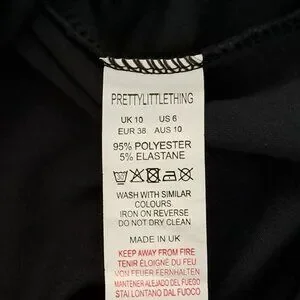 PRETTYLITTLETHING
UK 10 US 6
EUR 38 AUS 10
95% POLYESTER
5% ELASTANE
WASH WITH SIMILAR
COLOURS.
IRON ON REVERSE
DO NOT DRY CLEAN
MADE IN UK
KEEP AWAY FROM FIRE
TENIR ÉLOIGNÉ DU FEU
VON FEUER FERNHALTEN
MANTENER ALEJADO DEL FUEGO
STAI LONTANO DAL FUOCO